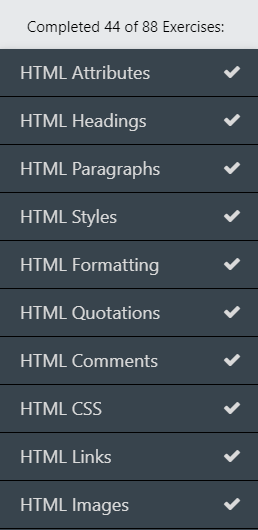 Completed 44 of 88 Exercises:
HTML Attributes
HTML Headings
HTML Paragraphs
HTML Styles
HTML Formatting
HTML Quotations
HTML Comments
HTML CSS
HTML Links
HTML Images